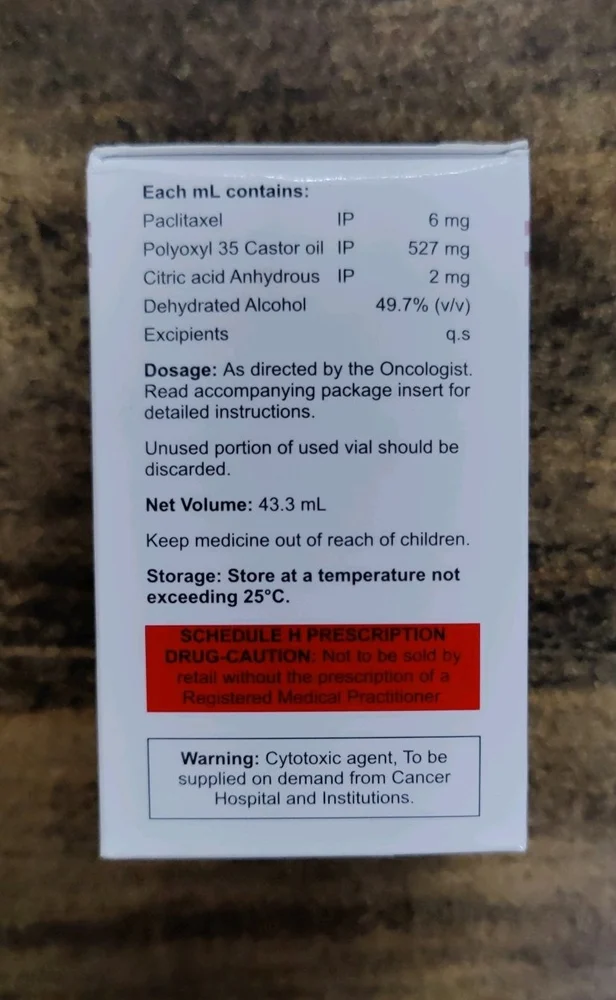 Each mL contains:
Paclitaxel IP 6 mg
Polyoxyl 35 Castor oil IP 527 mg
Citric acid Anhydrous IP 2 mg
Dehydrated Alcohol 49.7% (v/v)
Excipients q.s
Dosage: As directed by the Oncologist.
Read accompanying package insert for
detailed instructions.
Unused portion of used vial should be
discarded.
Net Volume: 43.3 mL
Keep medicine out of reach of children.
Storage: Store at a temperature not
exceeding 25°C.
SCHEDULE H PRESCRIPTION
DRUG-CAUTION: Not to be sold by
retail without the prescription of a
Registered Medical Practitioner
Warning: Cytotoxic agent, To be
supplied on demand from Cancer
Hospital and Institutions.